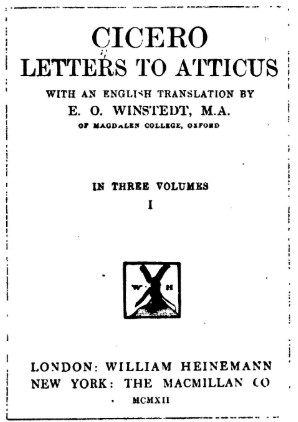 CICERO
LETTERS TO ATTICUS
WITH AN ENGLISH TRANSLATION BY
E. O. WINSTEDT, M.A.
OF MAGDALEN COLLEGE, OXFORD
IN THREE VOLUMES
I
W H
LONDON: WILLIAM HEINEMANN
NEW YORK: THE MACMILLAN CO
MCMXII